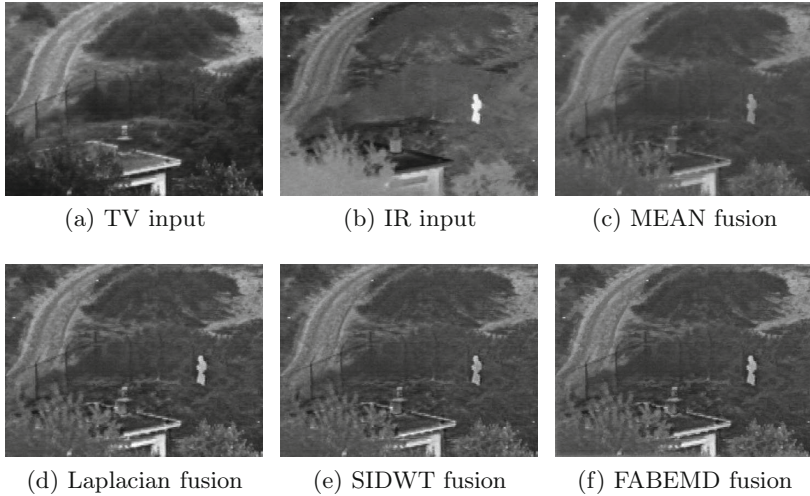 (a) TV input
(b) IR input
(c) MEAN fusion
(d) Laplacian fusion
(e) SIDWT fusion
(f) FABEMD fusion